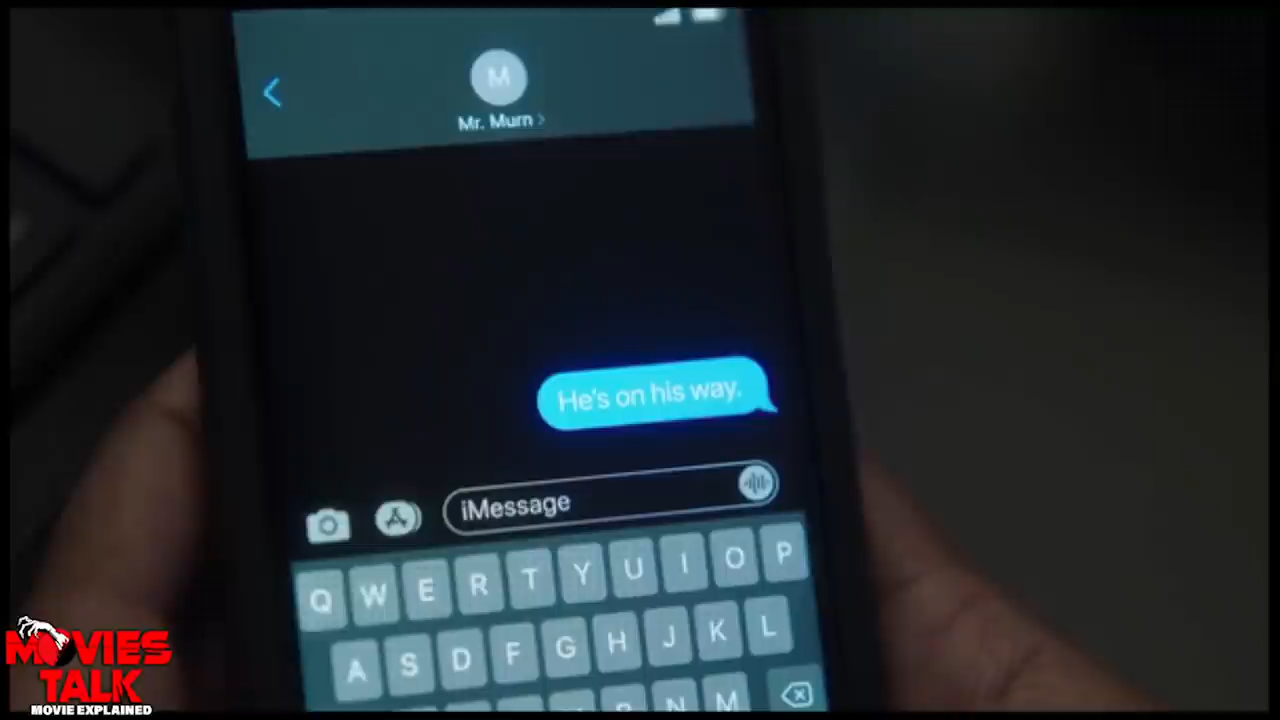 M
Mr. Murn >
He's on his way.
iMessage
Q W E R T Y U I O P
A S D F G H J K L
B N M
MOVIES
TALK
MOVIE EXPLAINED